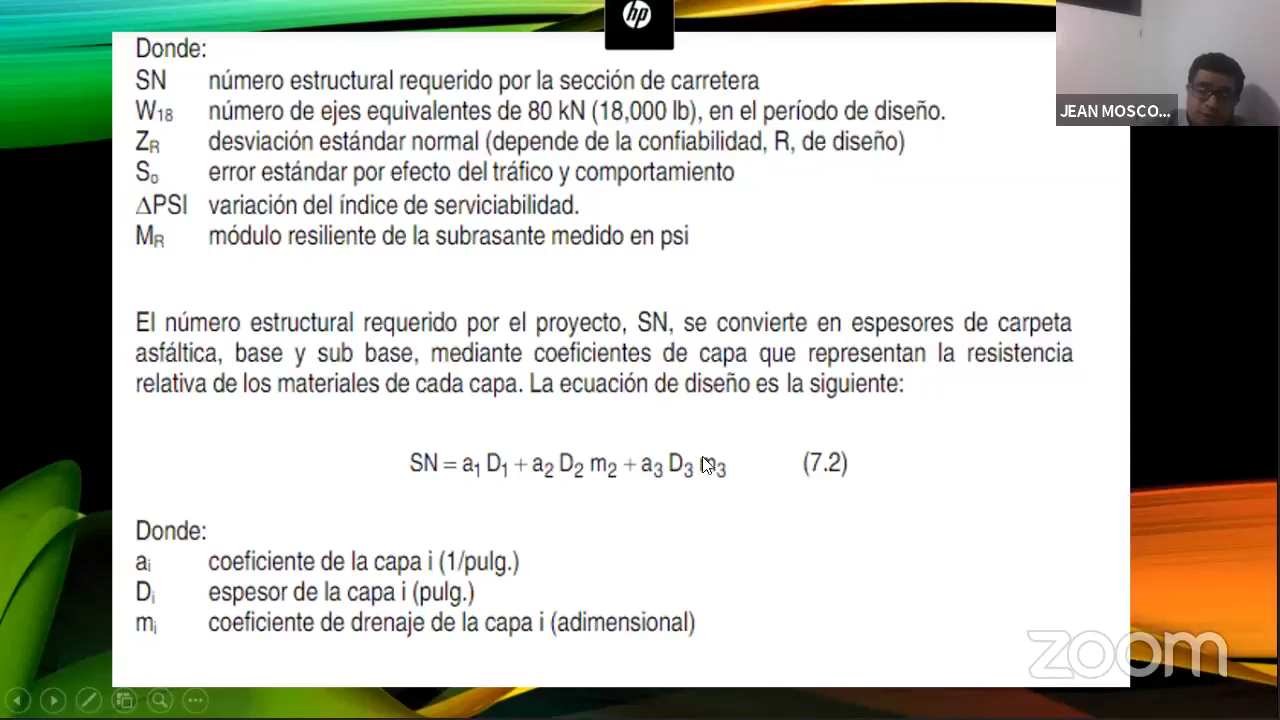 hp
JEAN MOSCO...
Donde:
SN número estructural requerido por la sección de carretera
W18 número de ejes equivalentes de 80 kN (18,000 lb), en el período de diseño.
ZR desviación estándar normal (depende de la confiabilidad, R, de diseño)
So error estándar por efecto del tráfico y comportamiento
ΔPSI variación del índice de serviciabilidad.
MR módulo resiliente de la subrasante medido en psi
El número estructural requerido por el proyecto, SN, se convierte en espesores de carpeta
asfáltica, base y sub base, mediante coeficientes de capa que representan la resistencia
relativa de los materiales de cada capa. La ecuación de diseño es la siguiente:
SN = a1 D1 + a2 D2 m2 + a3 D3 m3 (7.2)
Donde:
ai coeficiente de la capa i (1/pulg.)
Di espesor de la capa i (pulg.)
mi coeficiente de drenaje de la capa i (adimensional)
zoom